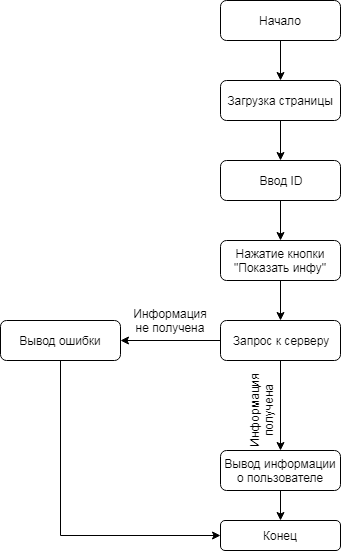 Начало
Загрузка страницы
Ввод ID
Нажатие кнопки
"Показать инфу"
Информация
не получена
Вывод ошибки
Запрос к серверу
Информация
получена
Вывод информации
о пользователе
Конец